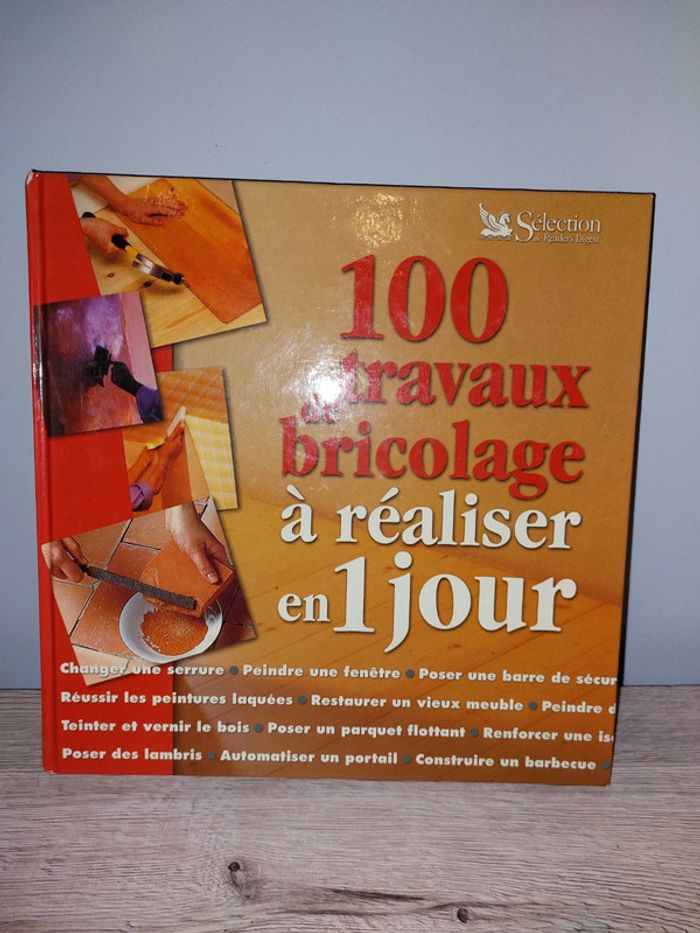 Sélection
du Reader's Digest
100
travaux
de
bricolage
à réaliser
en 1 jour
Changer une serrure • Peindre une fenêtre • Poser une barre de sécur
Réussir les peintures laquées • Restaurer un vieux meuble • Peindre d
Teinter et vernir le bois • Poser un parquet flottant • Renforcer une is
Poser des lambris • Automatiser un portail • Construire un barbecue •